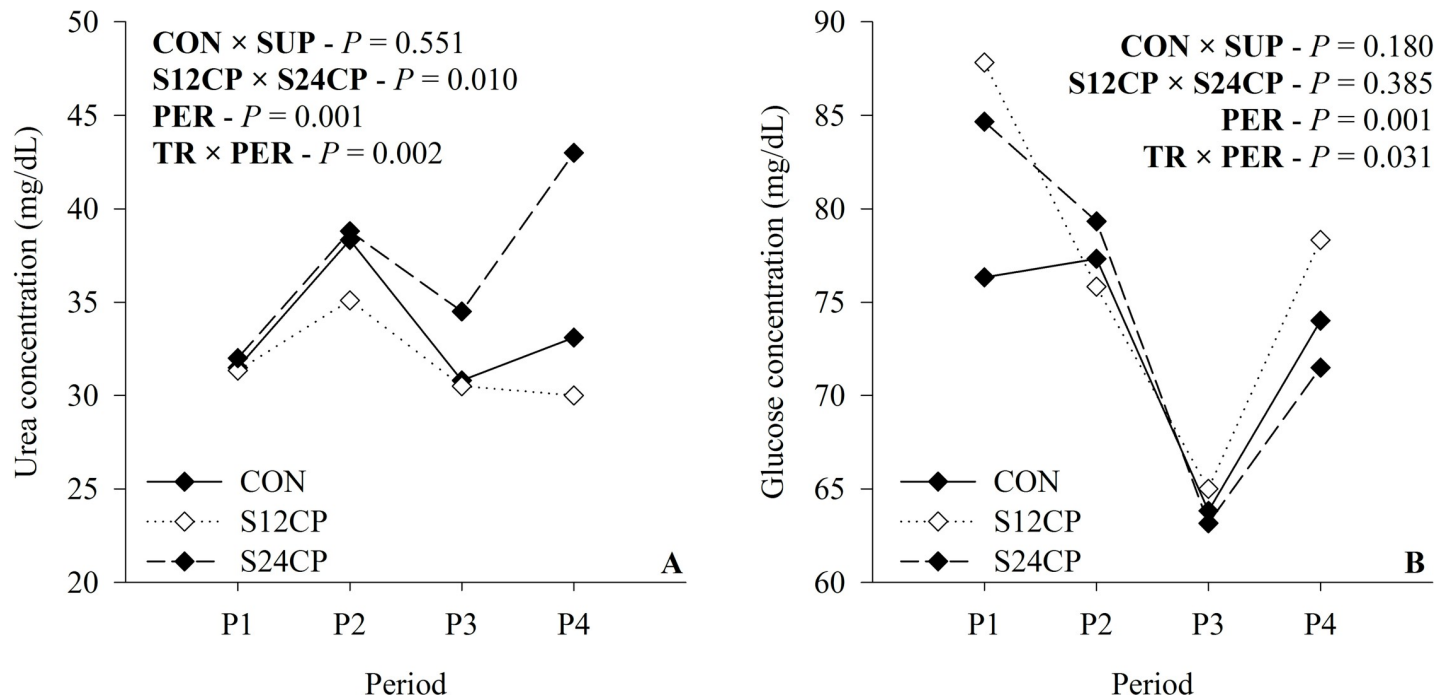 50
45
40
35
30
25
20
Urea concentration (mg/dL)
CON × SUP - P = 0.551
S12CP × S24CP - P = 0.010
PER - P = 0.001
TR × PER - P = 0.002
CON
S12CP
S24CP
A
P1 P2 P3 P4
Period
90
85
80
75
70
65
60
Glucose concentration (mg/dL)
CON × SUP - P = 0.180
S12CP × S24CP - P = 0.385
PER - P = 0.001
TR × PER - P = 0.031
CON
S12CP
S24CP
B
P1 P2 P3 P4
Period